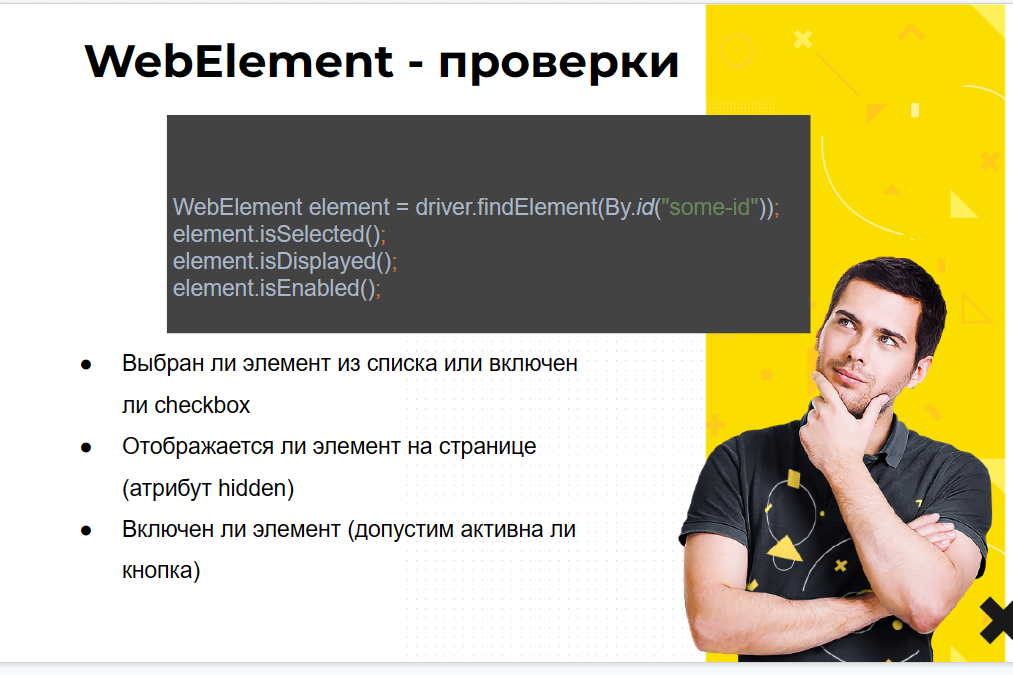 WebElement - проверки
WebElement element = driver.findElement(By.id("some-id"));
element.isSelected();
element.isDisplayed();
element.isEnabled();
● Выбран ли элемент из списка или включен
ли checkbox
● Отображается ли элемент на странице
(атрибут hidden)
● Включен ли элемент (допустим активна ли
кнопка)